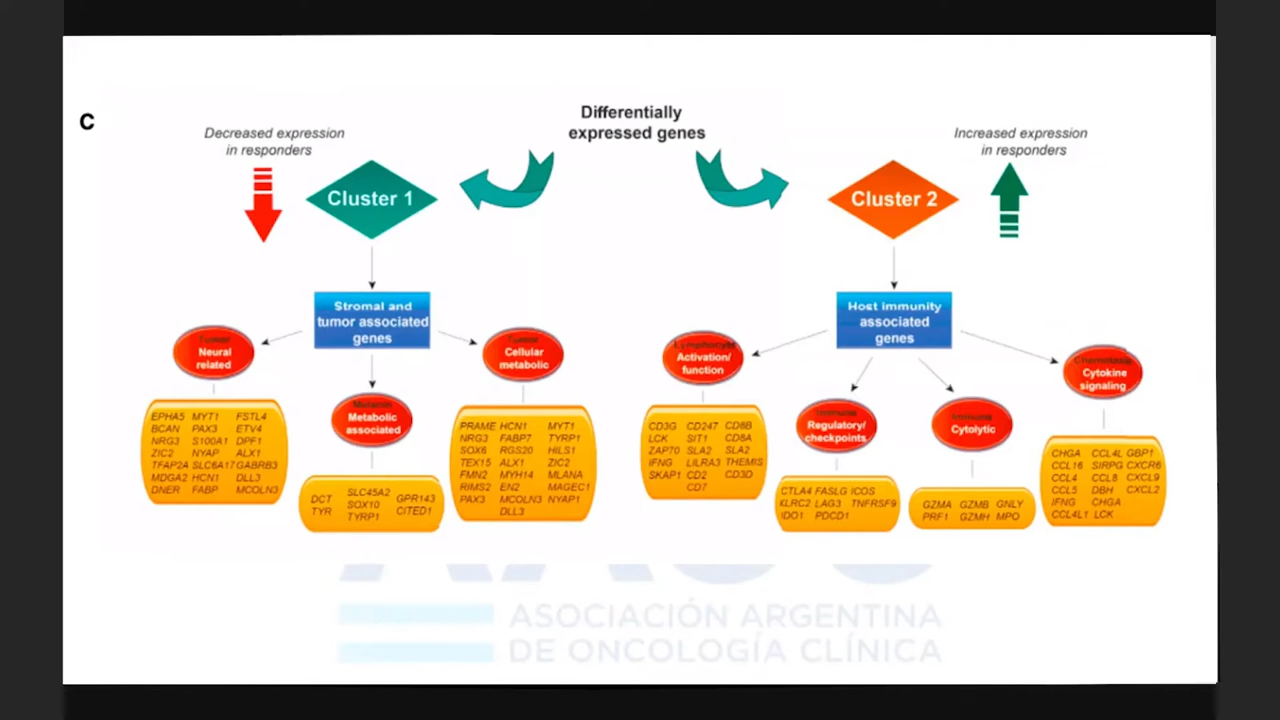 C
Differentially
expressed genes
Decreased expression
in responders
Increased expression
in responders
Cluster 1
Cluster 2
Stromal and
tumor associated
genes
Host immunity
associated
genes
Tumor
Neural
related
Melanin
Metabolic
associated
Tumor
Cellular
metabolic
Lymphocyte
Activation/
function
Immune
Regulatory/
checkpoints
Immune
Cytolytic
Chemotaxis
Cytokine
signaling
EPHA5 MYT1 FSTL4
BCAN PAX3 ETV4
NRG3 S100A1 DPF1
ZIC2 NYAP ALX1
TFAP2A SLC6A17 GABRB3
MDGA2 HCN1 DLL3
DNER FABP MCOLN3
DCT SLC45A2 GPR143
TYR SOX10 CITED1
TYRP1
PRAME HCN1 MYT1
NRG3 FABP7 TYRP1
SOX6 RGS20 HILS1
TEX15 ALX1 ZIC2
FMN2 MYH14 MLANA
RIMS2 EN2 MAGEC1
PAX3 MCOLN3 NYAP1
DLL3
CD3G CD247 CD8B
LCK SIT1 CD8A
ZAP70 SLA2 SLA2
IFNG LILRA3 THEMIS
SKAP1 CD2 CD3D
CD7
CTLA4 FASLG ICOS
KLRC2 LAG3 TNFRSF9
IDO1 PDCD1
GZMA GZMB GNLY
PRF1 GZMH MPO
CHGA CCL4L GBP1
CCL16 SIRPG CXCR6
CCL4 CCL8 CXCL9
CCL5 DBH CXCL2
IFNG CHGA
CCL4L1 LCK
ASOCIACIÓN ARGENTINA
DE ONCOLOGÍA CLÍNICA